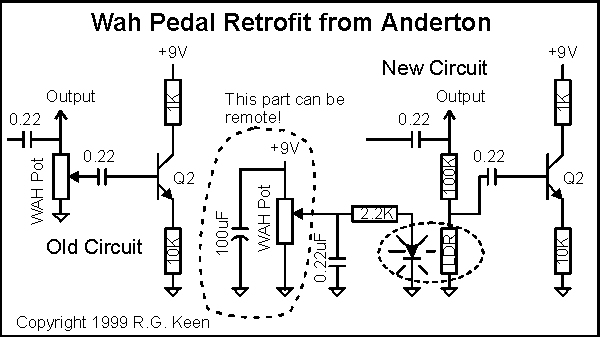 Wah Pedal Retrofit from Anderton
+9V
1K
Output
0.22
0.22
WAH Pot
Q2
10K
Old Circuit
This part can be
remote!
+9V
100uF
WAH Pot
2.2K
0.22uF
New Circuit
Output
0.22
100K
LDR
0.22
+9V
1K
Q2
10K
Copyright 1999 R.G. Keen